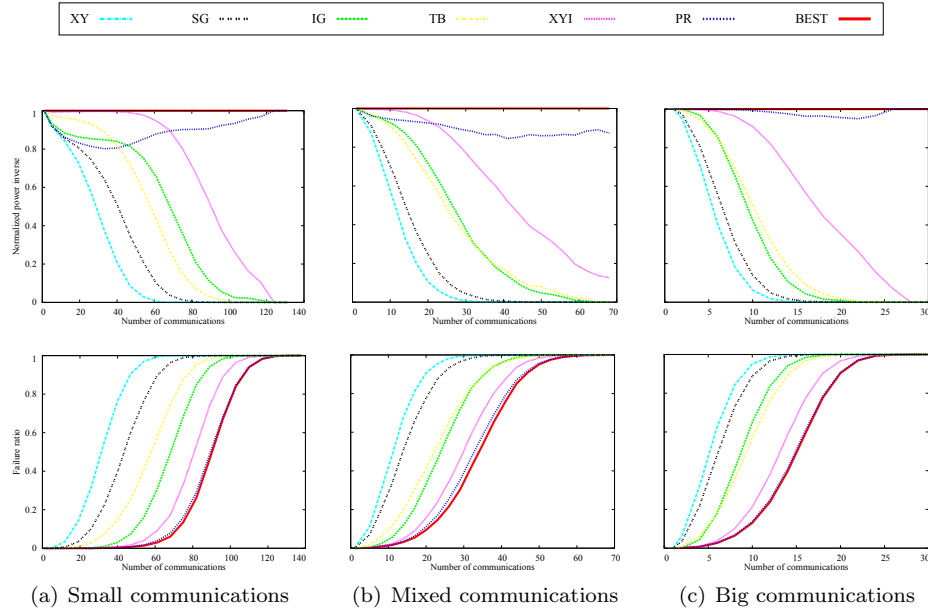 XY SG IG TB XYI PR BEST
1
0.8
0.6
0.4
0.2
0
Normalized power inverse
0 20 40 60 80 100 120 140
Number of communications
0 10 20 30 40 50 60 70
Number of communications
0 5 10 15 20 25 30
Number of communications
1
0.8
0.6
0.4
0.2
0
Failure ratio
0 20 40 60 80 100 120 140
Number of communications
0 10 20 30 40 50 60 70
Number of communications
0 5 10 15 20 25 30
Number of communications
(a) Small communications
(b) Mixed communications
(c) Big communications